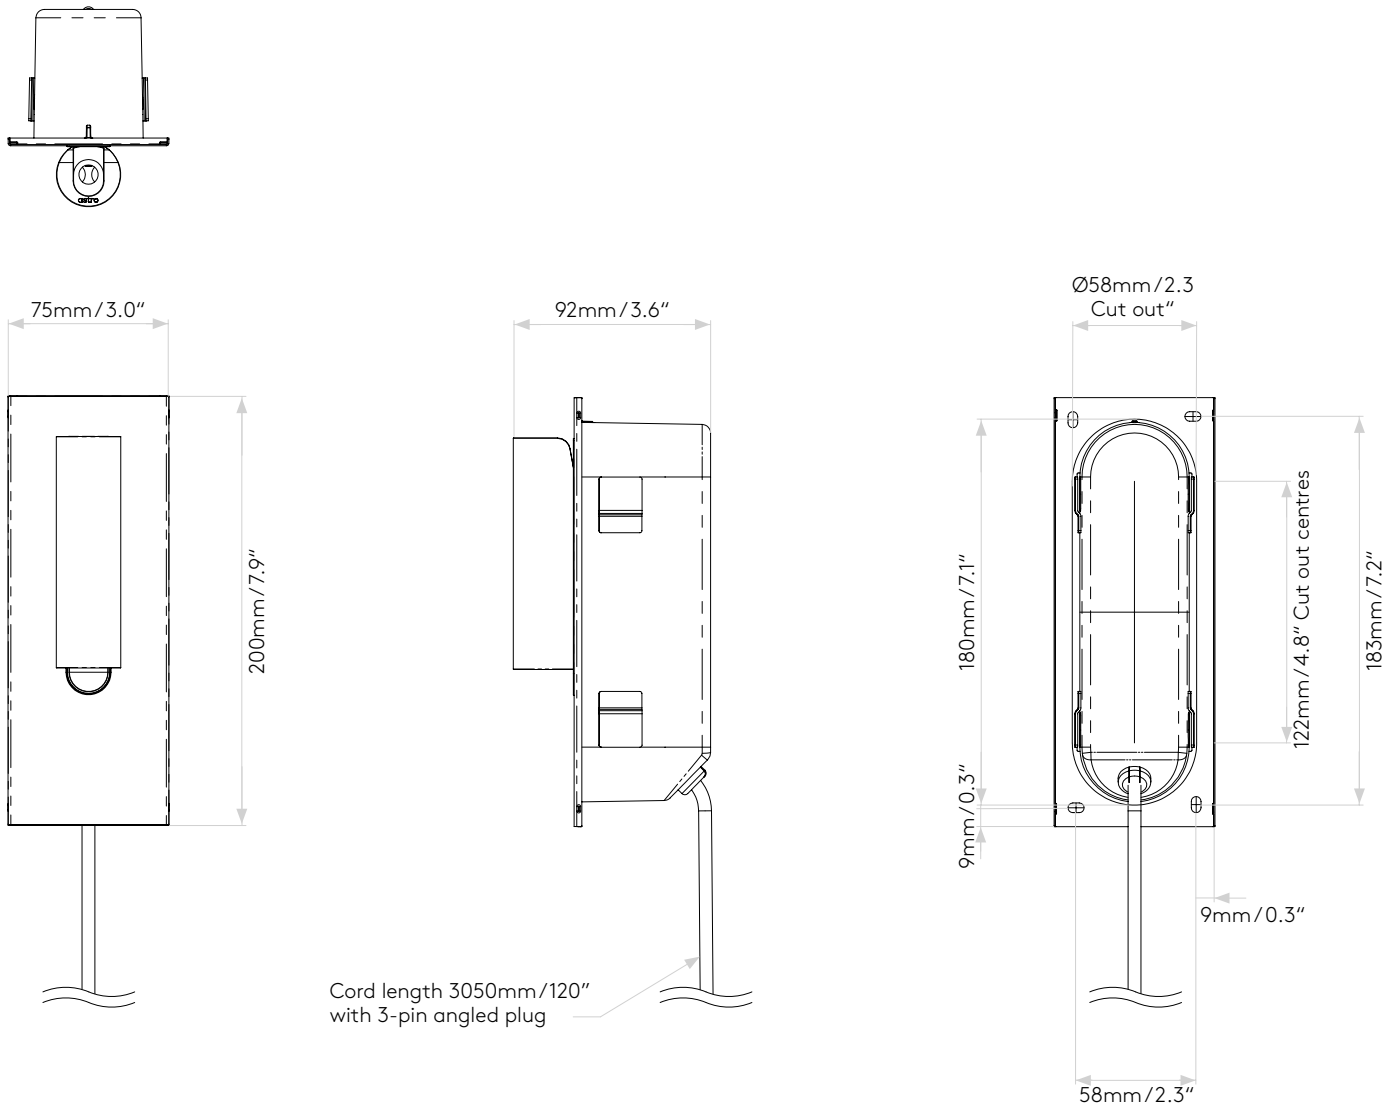 astro
75mm/3.0“
200mm/7.9“
92mm/3.6“
Cord length 3050mm/120“
with 3-pin angled plug
Ø58mm/2.3
Cut out“
180mm/7.1“
9mm/0.3“
122mm/4.8“ Cut out centres
183mm/7.2“
9mm/0.3“
58mm/2.3“